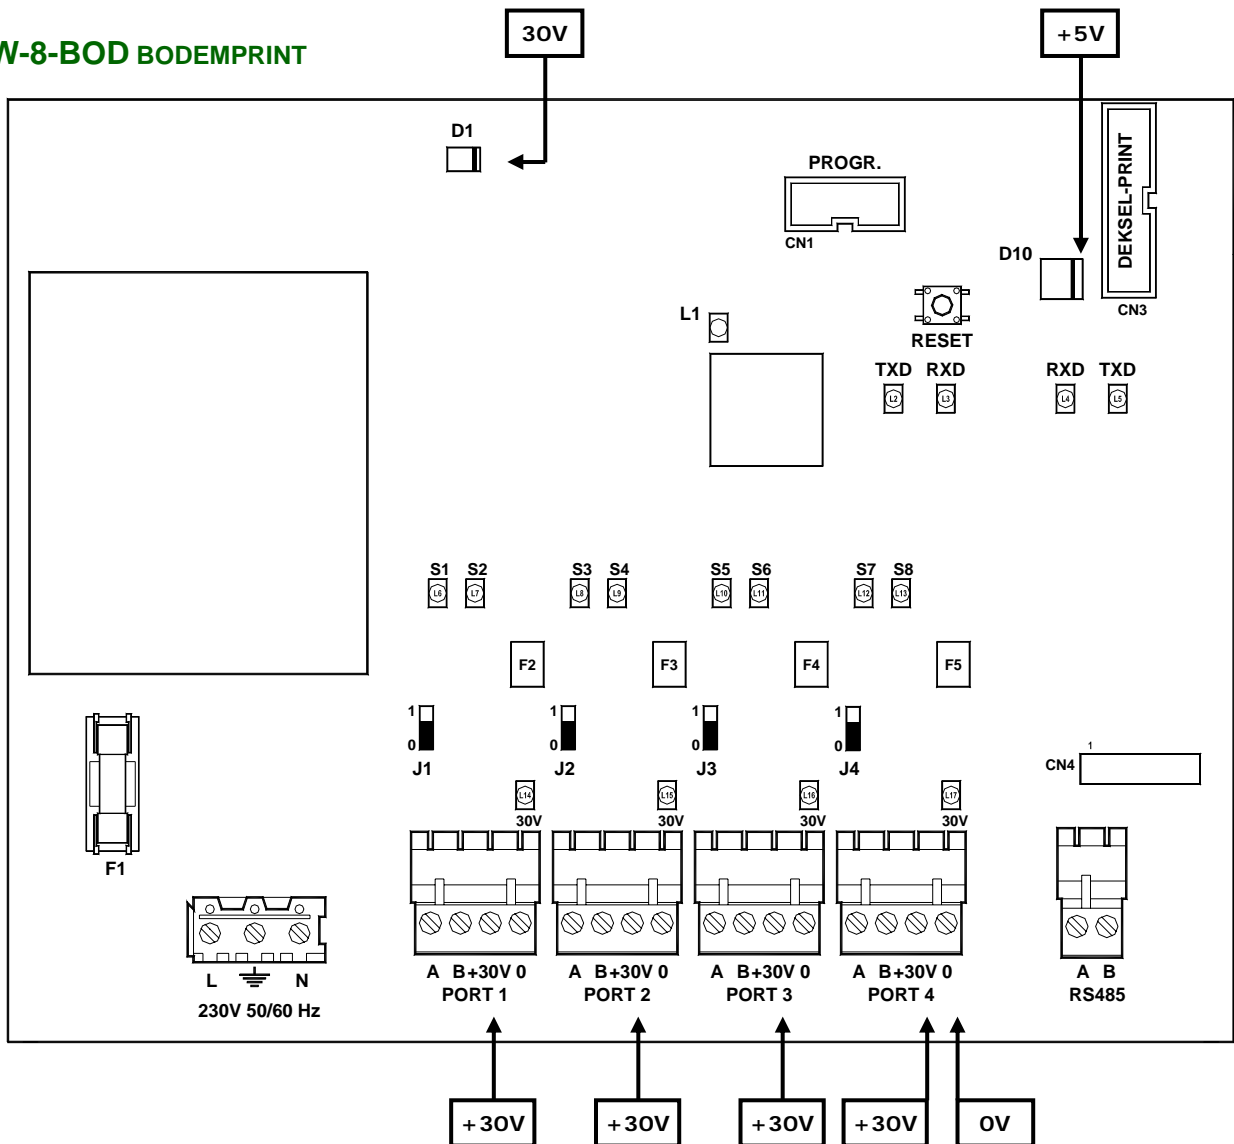 W-8-BOD BODEMPRINT
30V
+5V
D1
PROGR.
CN1
DEKSEL-PRINT
CN3
D10
L1
RESET
TXD RXD RXD TXD
L2 L3 L4 L5
S1 S2 S3 S4 S5 S6 S7 S8
L6 L7 L8 L9 L10 L11 L12 L13
F2 F3 F4 F5
1 1 1 1
0 0 0 0
J1 J2 J3 J4
1
CN4
L14 L15 L16 L17
30V 30V 30V 30V
F1
L N
230V 50/60 Hz
A B+30V 0 A B+30V 0 A B+30V 0 A B+30V 0 A B
PORT 1 PORT 2 PORT 3 PORT 4 RS485
+30V +30V +30V +30V 0V